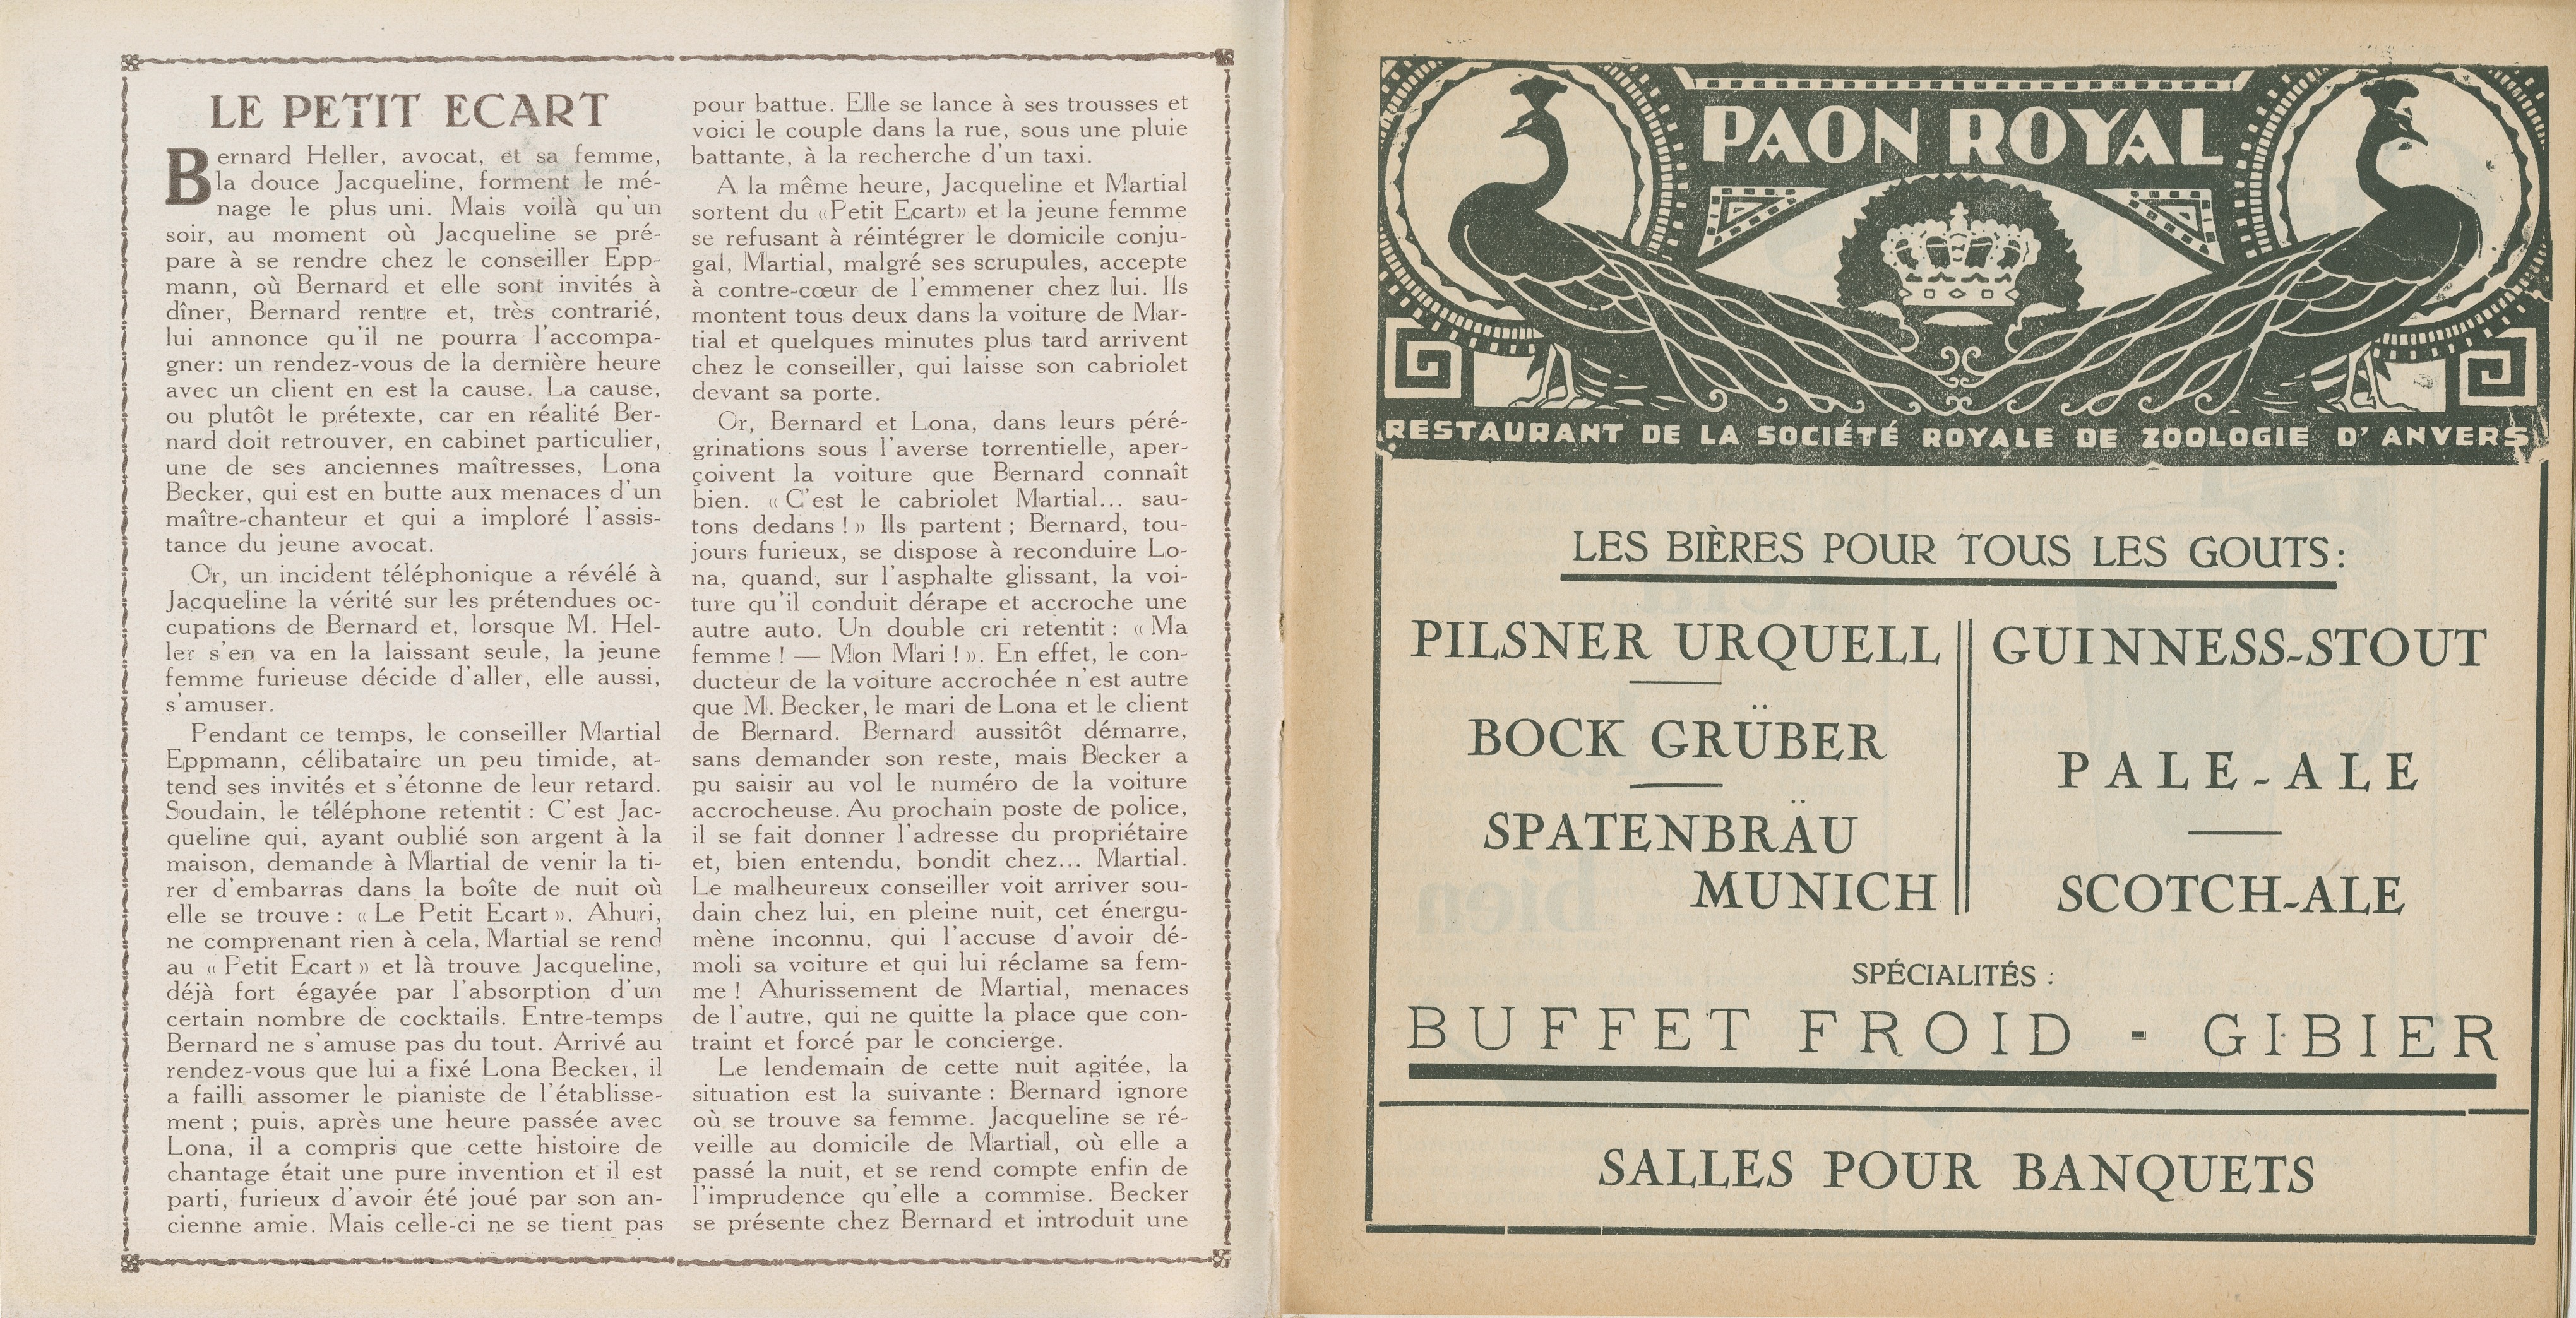 LE PETIT ECART
Bernard Heller, avocat, et sa femme,
la douce Jacqueline, forment le mé-
nage le plus uni. Mais voilà qu'un
soir, au moment où Jacqueline se pré-
pare à se rendre chez le conseiller Epp-
mann, où Bernard et elle sont invités à
dîner, Bernard rentre et, très contrarié,
lui annonce qu'il ne pourra l'accompa-
gner: un rendez-vous de la dernière heure
avec un client en est la cause. La cause,
ou plutôt le prétexte, car en réalité Ber-
nard doit retrouver, en cabinet particulier,
une de ses anciennes maîtresses, Lona
Becker, qui est en butte aux menaces d'un
maître-chanteur et qui a imploré l'assis-
tance du jeune avocat.
Or, un incident téléphonique a révélé à
Jacqueline la vérité sur les prétendues oc-
cupations de Bernard et, lorsque M. Hel-
ler s'en va en la laissant seule, la jeune
femme furieuse décide d'aller, elle aussi,
s'amuser.
Pendant ce temps, le conseiller Martial
Eppmann, célibataire un peu timide, at-
tend ses invités et s'étonne de leur retard.
Soudain, le téléphone retentit : C'est Jac-
queline qui, ayant oublié son argent à la
maison, demande à Martial de venir la ti-
rer d'embarras dans la boîte de nuit où
elle se trouve : « Le Petit Ecart ». Ahuri,
ne comprenant rien à cela, Martial se rend
au « Petit Ecart » et là trouve Jacqueline,
déjà fort égayée par l'absorption d'un
certain nombre de cocktails. Entre-temps
Bernard ne s'amuse pas du tout. Arrivé au
rendez-vous que lui a fixé Lona Becker, il
a failli assomer le pianiste de l'établisse-
ment ; puis, après une heure passée avec
Lona, il a compris que cette histoire de
chantage était une pure invention et il est
parti, furieux d'avoir été joué par son an-
cienne amie. Mais celle-ci ne se tient pas
pour battue. Elle se lance à ses trousses et
voici le couple dans la rue, sous une pluie
battante, à la recherche d'un taxi.
A la même heure, Jacqueline et Martial
sortent du «Petit Ecart» et la jeune femme
se refusant à réintégrer le domicile conju-
gal, Martial, malgré ses scrupules, accepte
à contre-cœur de l'emmener chez lui. Ils
montent tous deux dans la voiture de Mar-
tial et quelques minutes plus tard arrivent
chez le conseiller, qui laisse son cabriolet
devant sa porte.
Or, Bernard et Lona, dans leurs péré-
grinations sous l'averse torrentielle, aper-
çoivent la voiture que Bernard connaît
bien. « C'est le cabriolet Martial... sau-
tons dedans ! » Ils partent ; Bernard, tou-
jours furieux, se dispose à reconduire Lo-
na, quand, sur l'asphalte glissant, la voi-
ture qu'il conduit dérape et accroche une
autre auto. Un double cri retentit : « Ma
femme ! — Mon Mari ! ». En effet, le con-
ducteur de la voiture accrochée n'est autre
que M. Becker, le mari de Lona et le client
de Bernard. Bernard aussitôt démarre,
sans demander son reste, mais Becker a
pu saisir au vol le numéro de la voiture
accrocheuse. Au prochain poste de police,
il se fait donner l'adresse du propriétaire
et, bien entendu, bondit chez... Martial.
Le malheureux conseiller voit arriver sou-
dain chez lui, en pleine nuit, cet énergu-
mène inconnu, qui l'accuse d'avoir dé-
moli sa voiture et qui lui réclame sa fem-
me ! Ahurissement de Martial, menaces
de l'autre, qui ne quitte la place que con-
traint et forcé par le concierge.
Le lendemain de cette nuit agitée, la
situation est la suivante : Bernard ignore
où se trouve sa femme. Jacqueline se ré-
veille au domicile de Martial, où elle a
passé la nuit, et se rend compte enfin de
l'imprudence qu'elle a commise. Becker
se présente chez Bernard et introduit une
PAON ROYAL
RESTAURANT DE LA SOCIÉTÉ ROYALE DE ZOOLOGIE D'ANVERS
LES BIÈRES POUR TOUS LES GOUTS:
PILSNER URQUELL
BOCK GRÜBER
SPATENBRÄU
MUNICH
GUINNESS-STOUT
PALE-ALE
SCOTCH-ALE
SPÉCIALITÉS :
BUFFET FROID - GIBIER
SALLES POUR BANQUETS